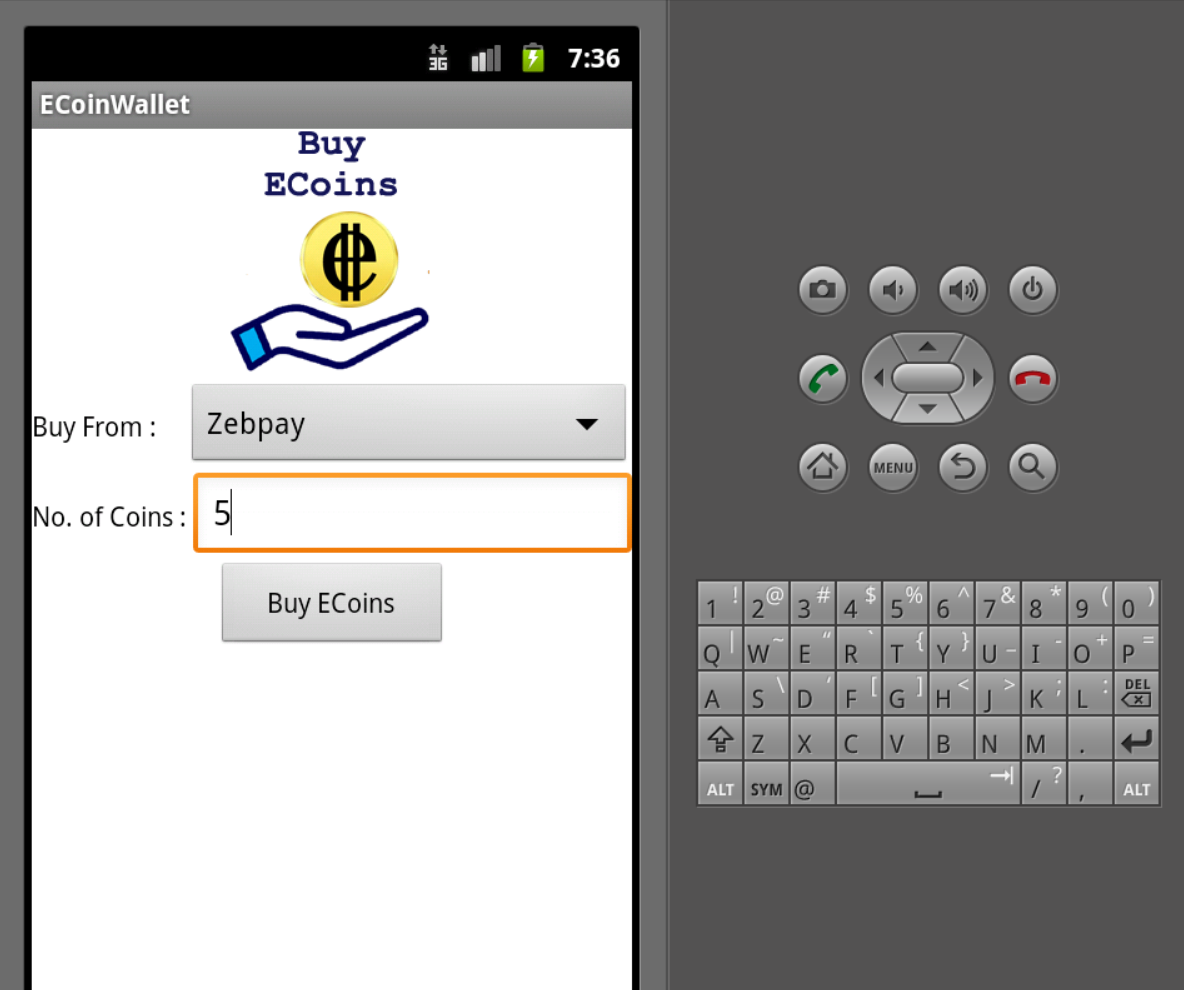 3G 7:36
ECoinWallet
Buy
ECoins
Buy From : Zebpay
No. of Coins : 5
Buy ECoins
MENU
1 ! 2 @ 3 # 4 $ 5 % 6 ^ 7 & 8 * 9 ( 0 )
Q | W ~ E “ R ` T { Y } U _ I - O + P =
A S \ D ‘ F [ G ] H < J > K ; L : DEL
Z X C V B N M .
ALT SYM @ / ? , ALT